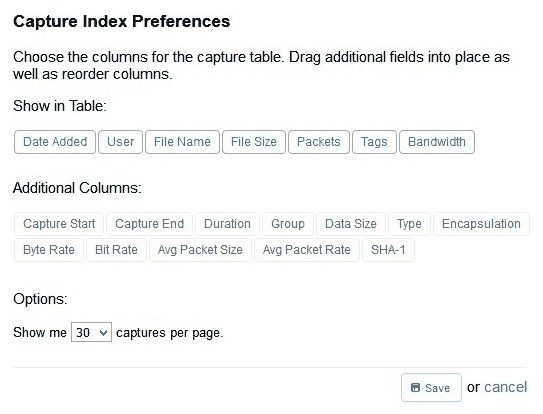 Capture Index Preferences
Choose the columns for the capture table. Drag additional fields into place as
well as reorder columns.
Show in Table:
Date Added User File Name File Size Packets Tags Bandwidth
Additional Columns:
Capture Start Capture End Duration Group Data Size Type Encapsulation
Byte Rate Bit Rate Avg Packet Size Avg Packet Rate SHA-1
Options:
Show me 30 captures per page.
Save or cancel